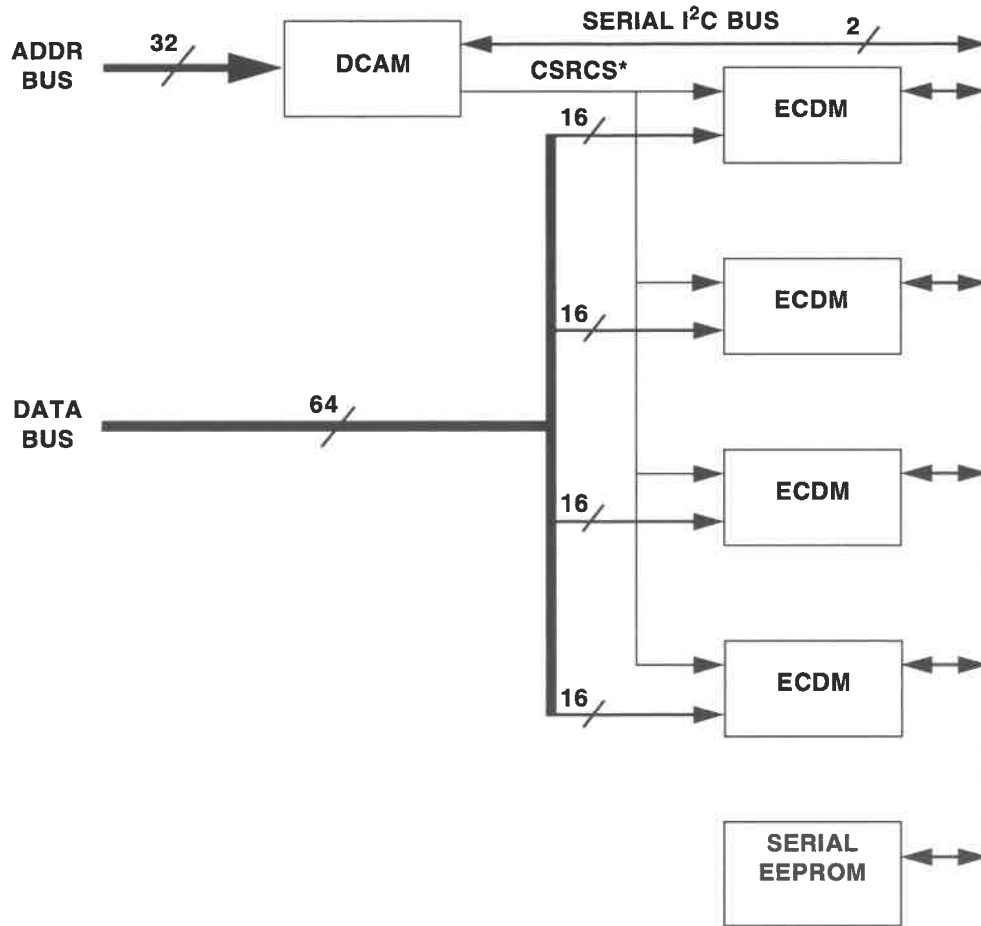 SERIAL I²C BUS
2
ADDR
BUS
32
DCAM
CSRCS*
ECDM
16
ECDM
16
DATA
BUS
64
ECDM
16
ECDM
16
SERIAL
EEPROM